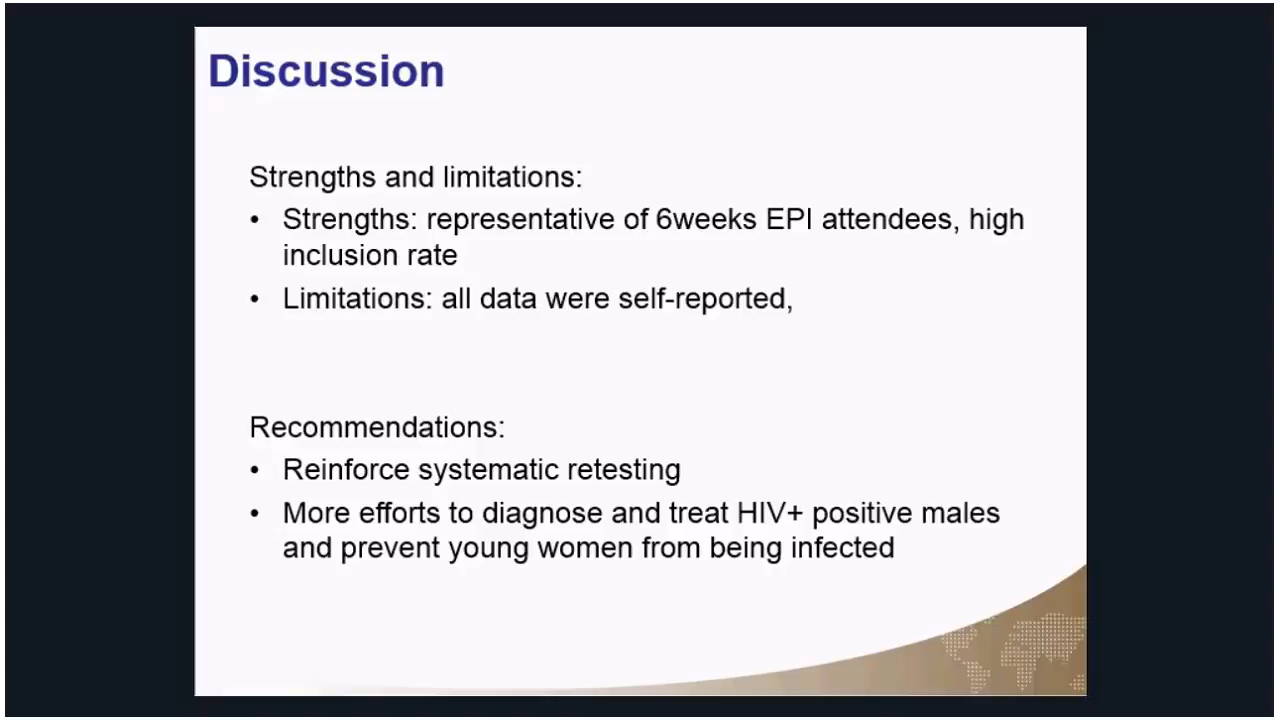 Discussion
Strengths and limitations:
• Strengths: representative of 6weeks EPI attendees, high
inclusion rate
• Limitations: all data were self-reported,
Recommendations:
• Reinforce systematic retesting
• More efforts to diagnose and treat HIV+ positive males
and prevent young women from being infected